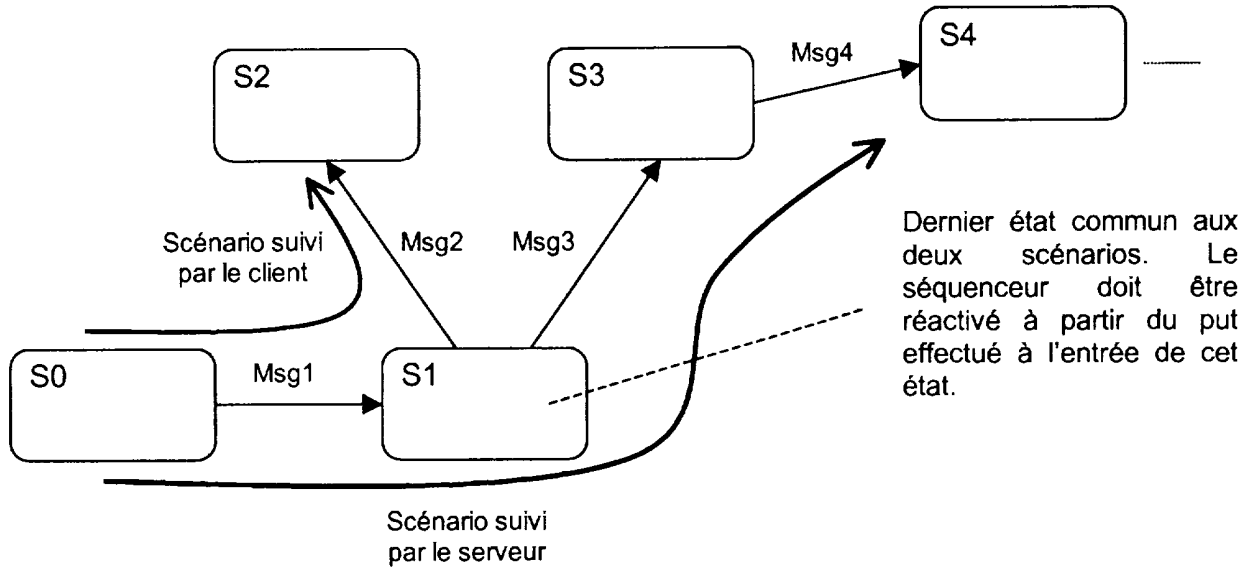 S4
Msg4
S2
S3
Scénario suivi
par le client
Msg2
Msg3
Dernier état commun aux
deux scénarios. Le
séquenceur doit être
réactivé à partir du put
effectué à l'entrée de cet
état.
S0
Msg1
S1
Scénario suivi
par le serveur